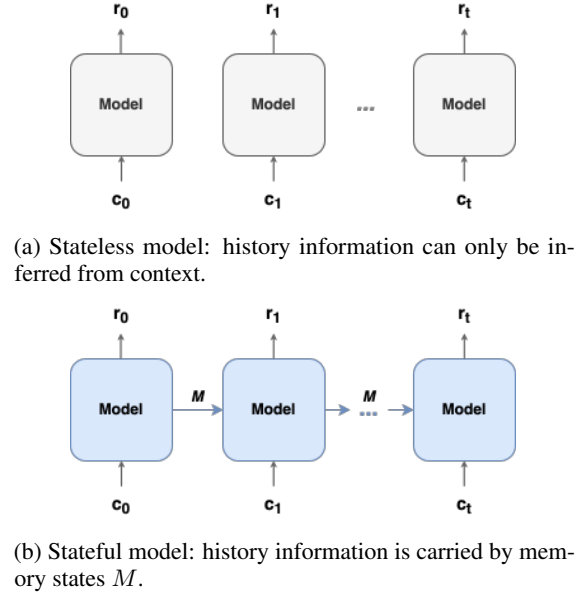 r0 r1 rt
Model Model ... Model
c0 c1 ct
(a) Stateless model: history information can only be in-
ferred from context.
r0 r1 rt
M M
Model Model ... Model
c0 c1 ct
(b) Stateful model: history information is carried by mem-
ory states M.